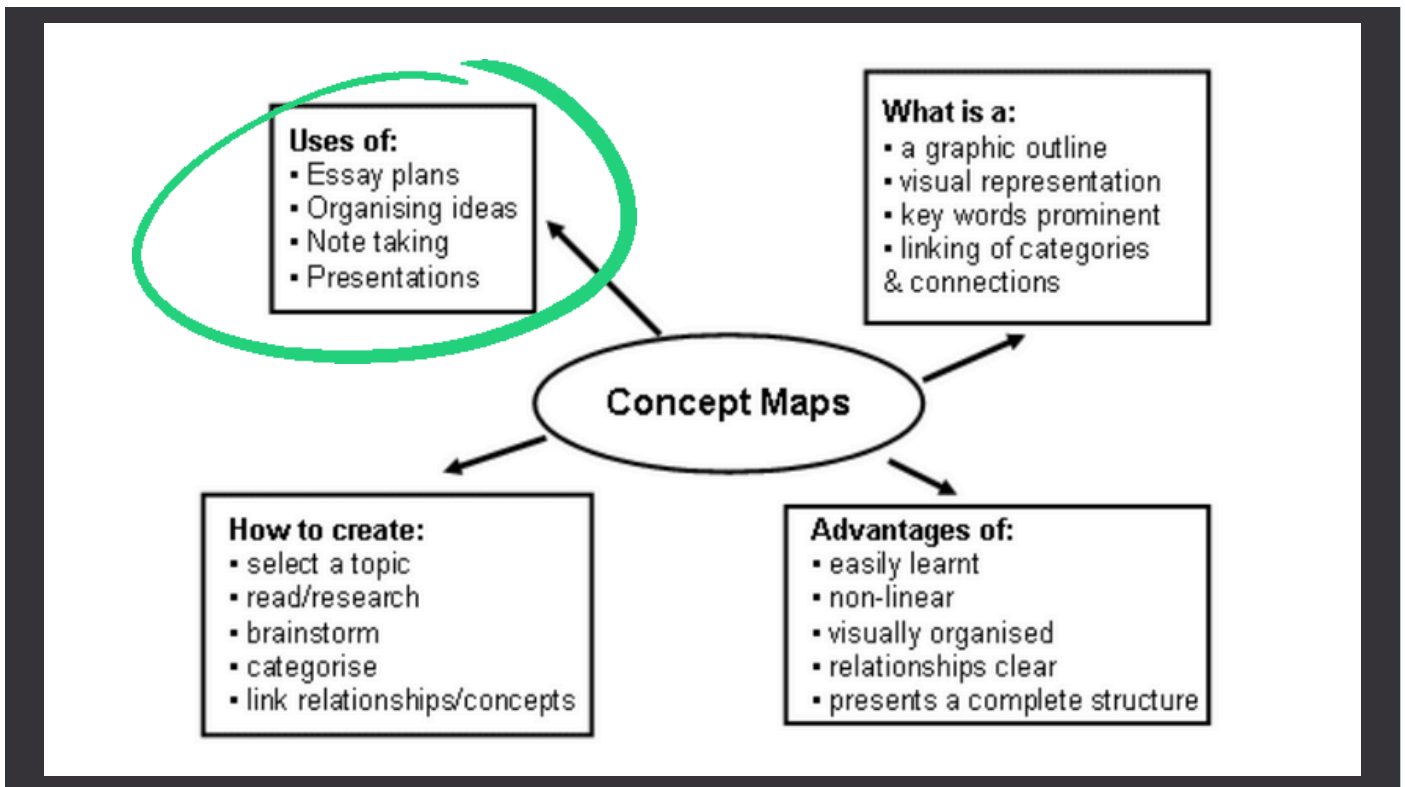 Uses of:
▪ Essay plans
▪ Organising ideas
▪ Note taking
▪ Presentations
What is a:
▪ a graphic outline
▪ visual representation
▪ key words prominent
▪ linking of categories
& connections
Concept Maps
How to create:
▪ select a topic
▪ read/research
▪ brainstorm
▪ categorise
▪ link relationships/concepts
Advantages of:
▪ easily learnt
▪ non-linear
▪ visually organised
▪ relationships clear
▪ presents a complete structure